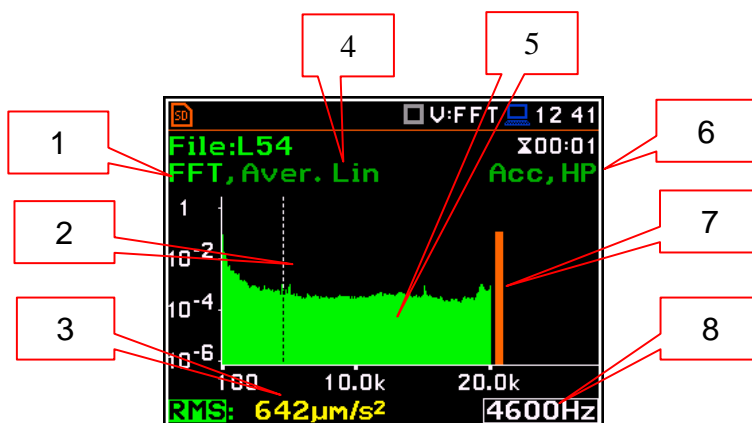 4
5
SD V:FFT 12 41
1
File:L54 00:01
6
FFT, Aver. Lin Acc, HP
1
2
10-2
7
10-4
3
10-6
8
100 10.0k 20.0k
RMS: 642µm/s² 4600Hz